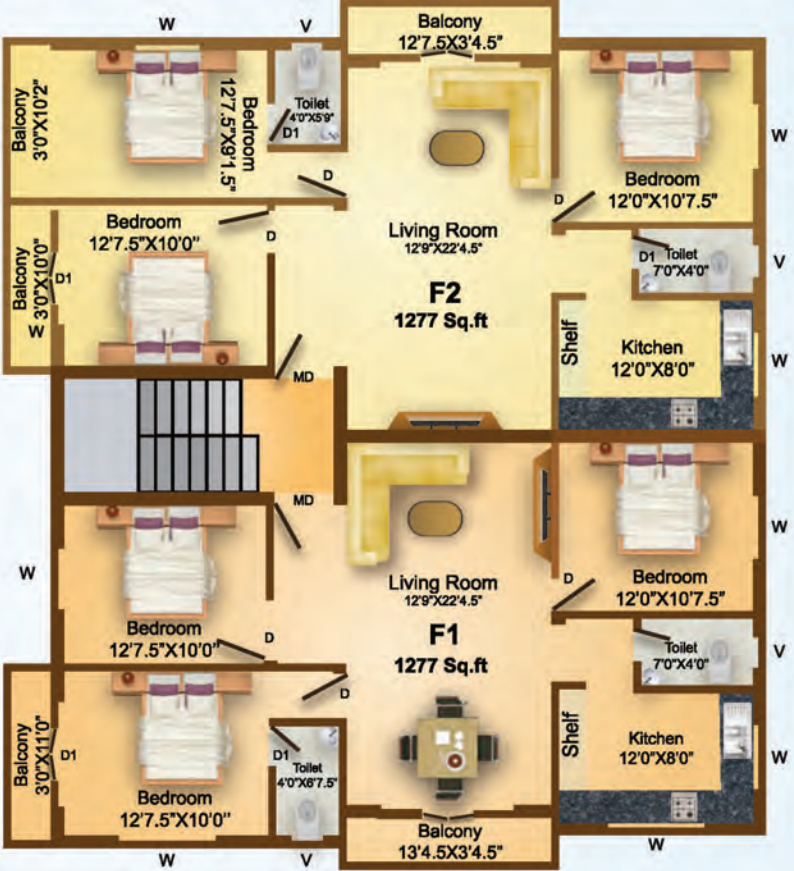 W
V
Balcony
12'7.5X3'4.5"
Balcony
3'0"X10'2"
Bedroom
12'7.5"X9'1.5"
Toilet
4'0"X5'9"
D1
D
Bedroom
12'0"X10'7.5"
W
D
Bedroom
12'7.5"X10'0"
D
Balcony
3'0"X10'0"
D1
W
Living Room
12'9"X22'4.5"
F2
1277 Sq.ft
D1
Toilet
7'0"X4'0"
V
Shelf
Kitchen
12'0"X8'0"
W
MD
MD
W
Bedroom
12'7.5"X10'0"
D
Living Room
12'9"X22'4.5"
F1
1277 Sq.ft
D
Bedroom
12'0"X10'7.5"
W
Toilet
7'0"X4'0"
V
D
Balcony
3'0"X11'0"
D1
Bedroom
12'7.5"X10'0"
D1
Toilet
4'0"X6'7.5"
Shelf
Kitchen
12'0"X8'0"
W
Balcony
13'4.5X3'4.5"
W
V
W